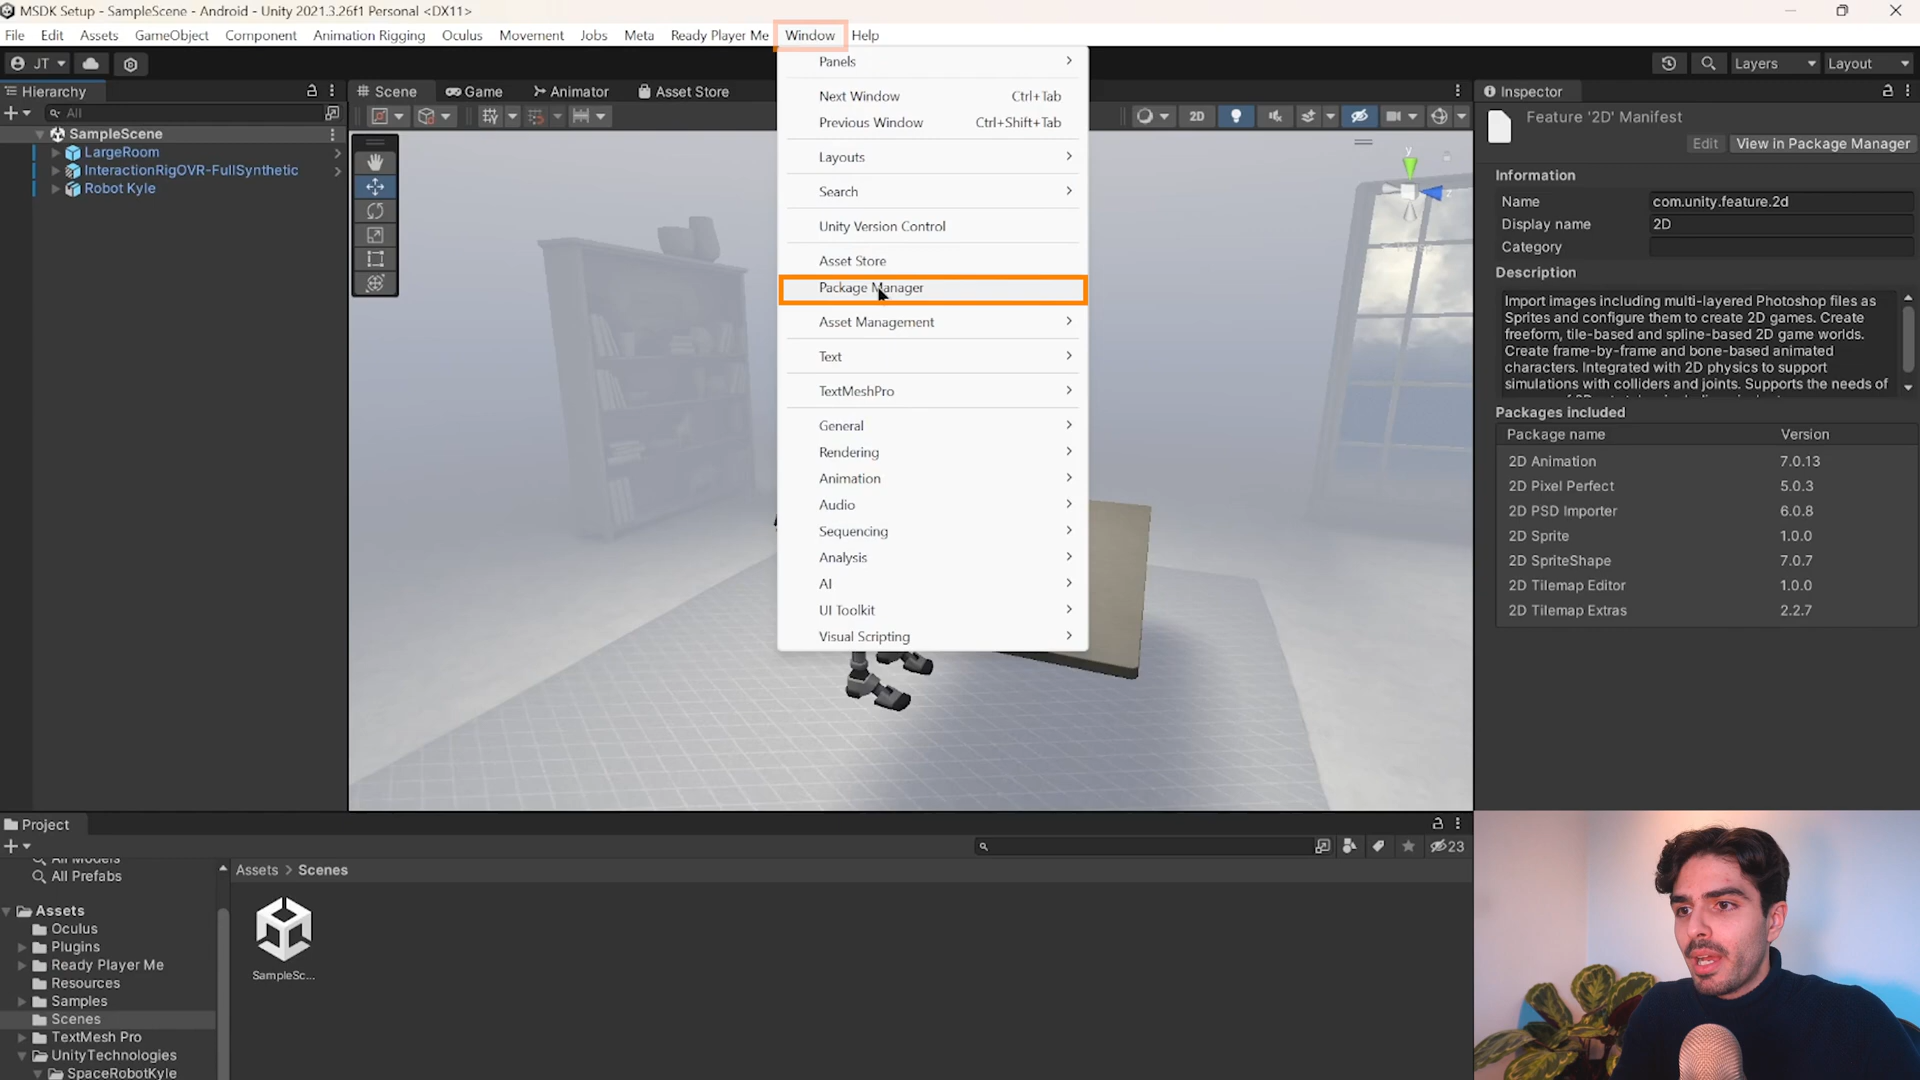 MSDK Setup - SampleScene - Android - Unity 2021.3.26f1 Personal <DX11>
File Edit Assets GameObject Component Animation Rigging Oculus Movement Jobs Meta Ready Player Me Window Help
JT
Layers Layout
Hierarchy
All
SampleScene
LargeRoom
InteractionRigOVR-FullSynthetic
Robot Kyle
Scene Game Animator Asset Store
2D
Panels
Next Window Ctrl+Tab
Previous Window Ctrl+Shift+Tab
Layouts
Search
Unity Version Control
Asset Store
Package Manager
Asset Management
Text
TextMeshPro
General
Rendering
Animation
Audio
Sequencing
Analysis
AI
UI Toolkit
Visual Scripting
y
z
Inspector
Feature '2D' Manifest
Edit View in Package Manager
Information
Name com.unity.feature.2d
Display name 2D
Category
Description
Import images including multi-layered Photoshop files as
Sprites and configure them to create 2D games. Create
freeform, tile-based and spline-based 2D game worlds.
Create frame-by-frame and bone-based animated
characters. Integrated with 2D physics to support
simulations with colliders and joints. Supports the needs of
Packages included
Package name Version
2D Animation 7.0.13
2D Pixel Perfect 5.0.3
2D PSD Importer 6.0.8
2D Sprite 1.0.0
2D SpriteShape 7.0.7
2D Tilemap Editor 1.0.0
2D Tilemap Extras 2.2.7
Project
23
All Models
All Prefabs
Assets
Oculus
Plugins
Ready Player Me
Resources
Samples
Scenes
TextMesh Pro
UnityTechnologies
SpaceRobotKyle
Assets > Scenes
SampleSc...